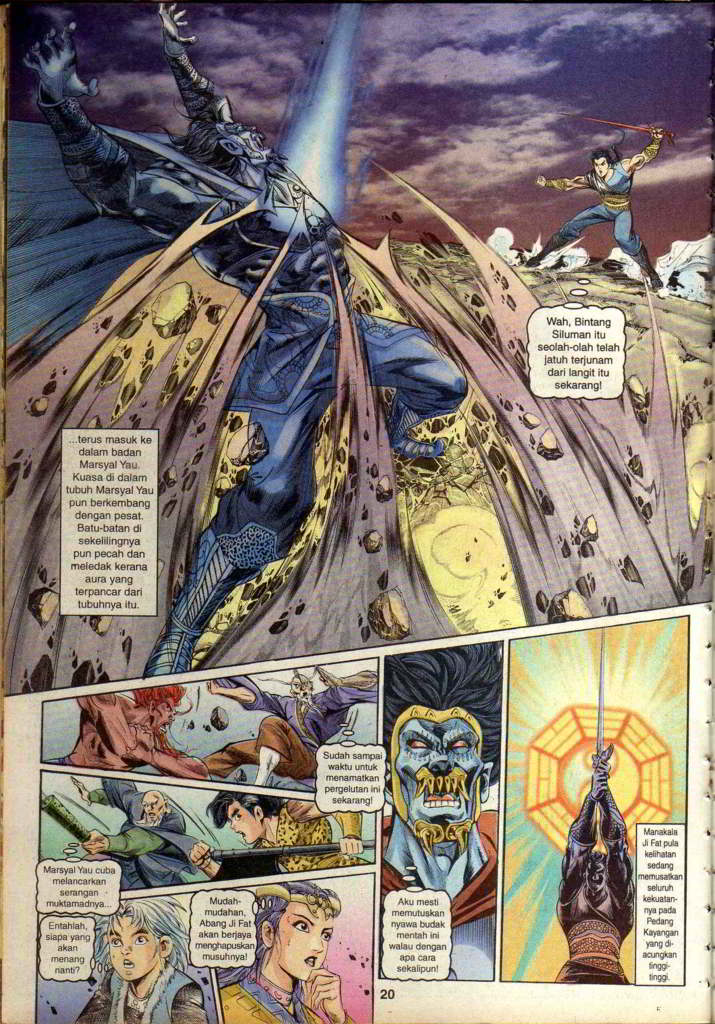 Wah, Bintang
Siluman itu
seolah-olah telah
jatuh terjunam
dari langit itu
sekarang!
...terus masuk ke
dalam badan
Marsyal Yau.
Kuasa di dalam
tubuh Marsyal Yau
pun berkembang
dengan pesat.
Batu-batan di
sekelilingnya
pun pecah dan
meledak kerana
aura yang
terpancar dari
tubuhnya itu.
Sudah sampai
waktu untuk
menamatkan
pergelutan ini
sekarang!
Marsyal Yau cuba
melancarkan
serangan
muktamadnya...
Entahlah,
siapa yang
akan
menang
nanti?
Mudah-
mudahan,
Abang Ji Fat
akan berjaya
menghapuskan
musuhnya!
Aku mesti
memutuskan
nyawa budak
mentah ini
walau dengan
apa cara
sekalipun!
Manakala
Ji Fat pula
kelihatan
sedang
memusatkan
seluruh
kekuatan-
nya pada
Pedang
Kayangan
yang di-
acungkan
tinggi-
tinggi.
20